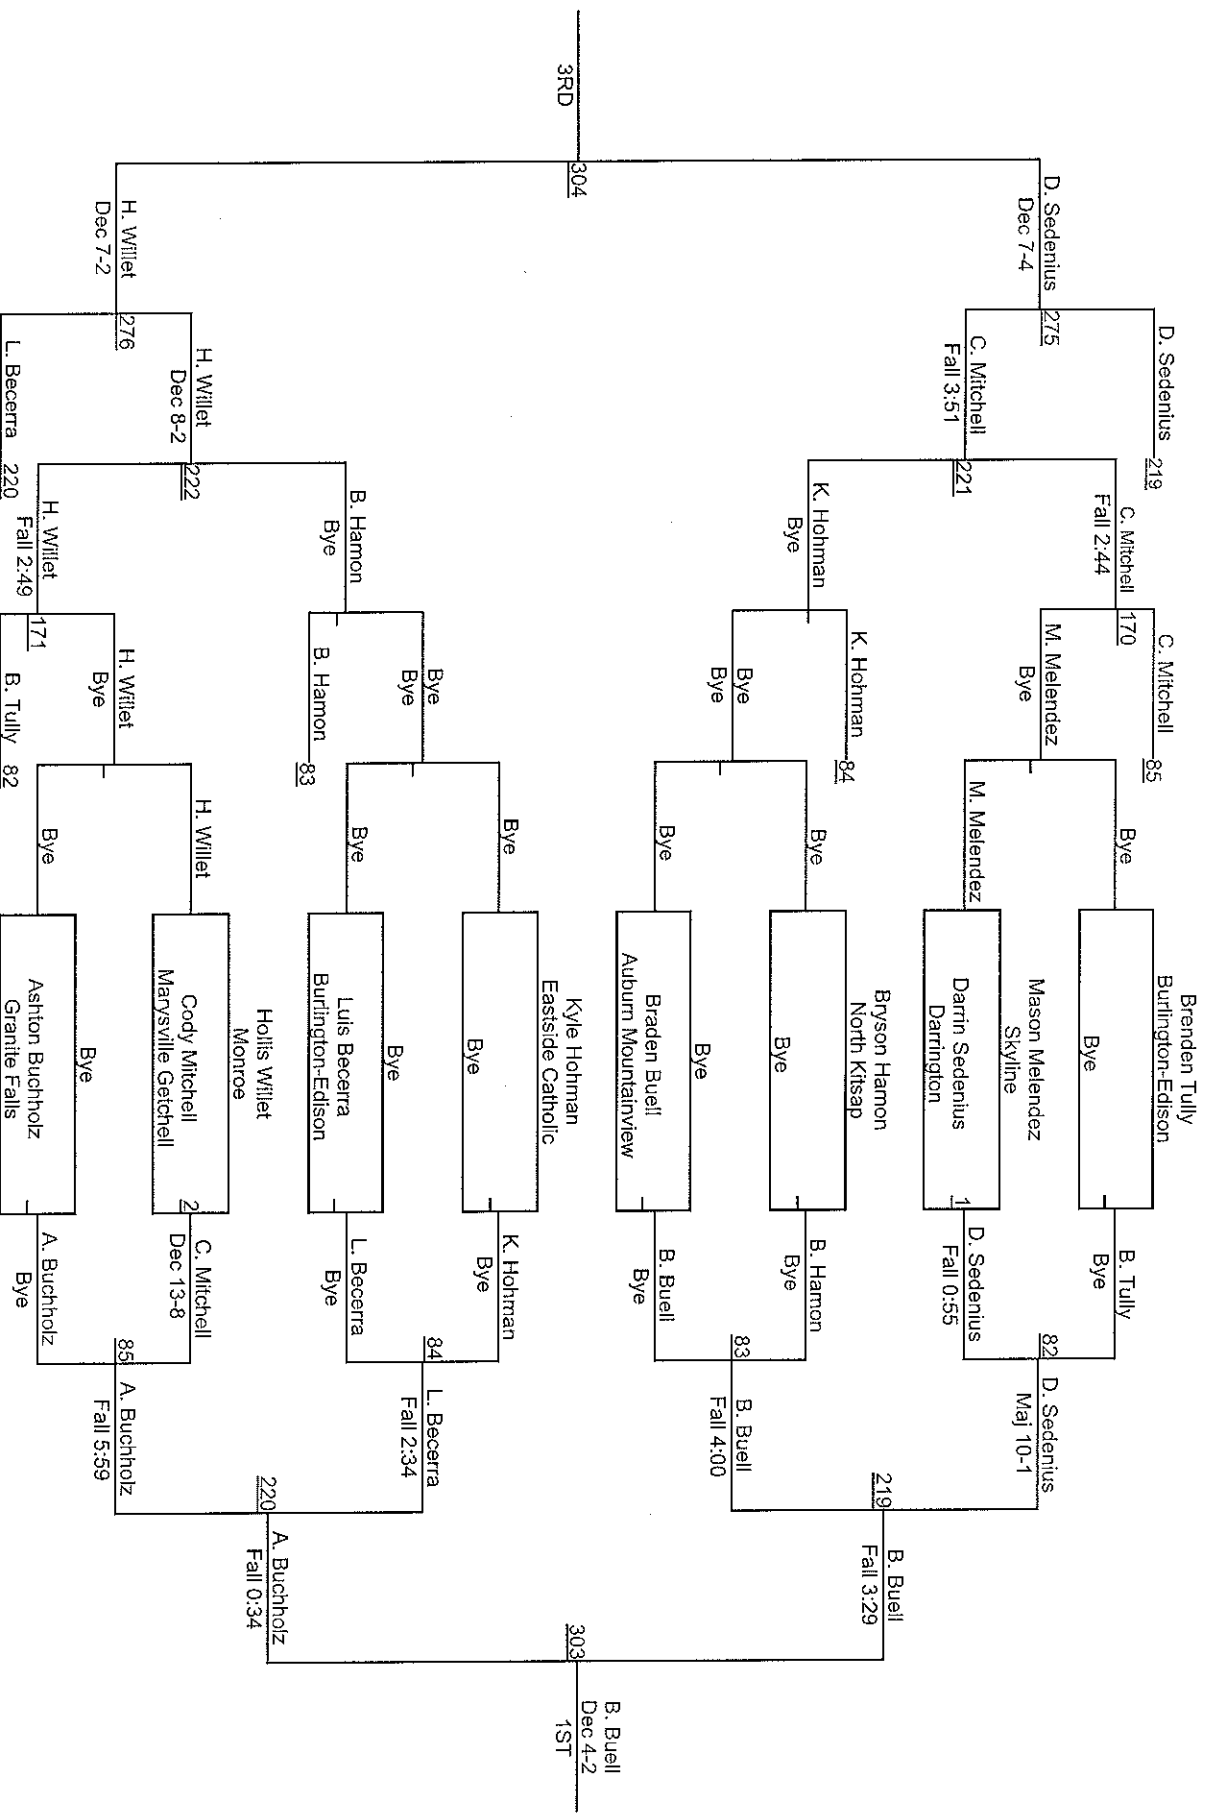 Brenden Tully
Burlington-Edison
Bye
Mason Melendez
Skyline
Darrin Sedenius
Darrington
1
Bryson Hamon
North Kitsap
Bye
Bye
Braden Buell
Auburn Mountainview
Kyle Hohman
Eastside Catholic
Bye
Bye
Luis Becerra
Burlington-Edison
Hollis Willet
Monroe
Cody Mitchell
Marysville Getchell
2
Bye
Ashton Buchholz
Granite Falls
B. Tully
Bye
D. Sedenius
Fall 0:55
B. Hamon
Bye
B. Buell
Bye
K. Hohman
Bye
L. Becerra
Bye
C. Mitchell
Dec 13-8
A. Buchholz
Bye
82
D. Sedenius
Maj 10-1
83
B. Buell
Fall 4:00
84
L. Becerra
Fall 2:34
85
A. Buchholz
Fall 5:59
219
B. Buell
Fall 3:29
220
A. Buchholz
Fall 0:34
303
B. Buell
Dec 4-2
1ST
Bye
M. Melendez
Bye
Bye
Bye
Bye
H. Willet
Bye
C. Mitchell 85
M. Melendez
Bye
K. Hohman 84
Bye
Bye
Bye
Bye
B. Hamon 83
H. Willet
Bye
B. Tully 82
170
C. Mitchell
Fall 2:44
K. Hohman
Bye
B. Hamon
Bye
171
H. Willet
Fall 2:49
D. Sedenius 219
221
C. Mitchell
Fall 3:51
222
H. Willet
Dec 8-2
L. Becerra 220
275
D. Sedenius
Dec 7-4
276
H. Willet
Dec 7-2
304
3RD